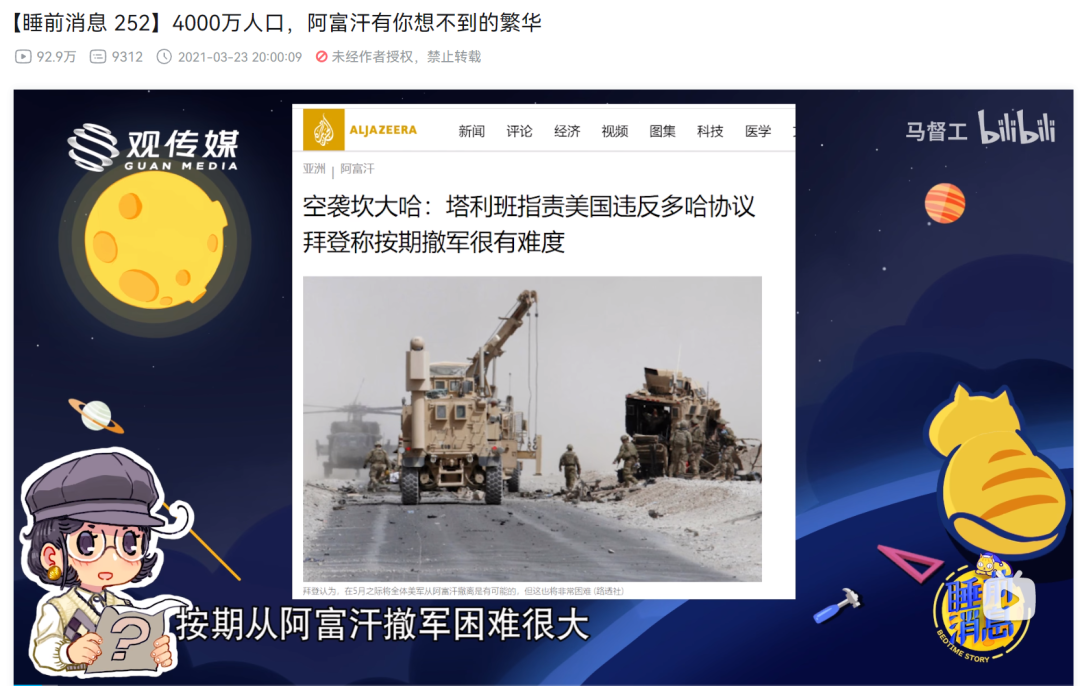 【睡前消息 252】4000万人口，阿富汗有你想不到的繁华
92.9万 9312 2021-03-23 20:00:09 未经作者授权，禁止转载
观传媒
GUAN MEDIA
马督工 bilibili
ALJAZEERA 新闻 评论 经济 视频 图集 科技 医学
亚洲 | 阿富汗
空袭坎大哈：塔利班指责美国违反多哈协议
拜登称按期撤军很有难度
拜登认为，在5月之际将全体美军从阿富汗撤离是有可能的，但这也将非常困难 (路透社)
?
按期从阿富汗撤军困难很大
睡前
消息
BEDTIME STORY